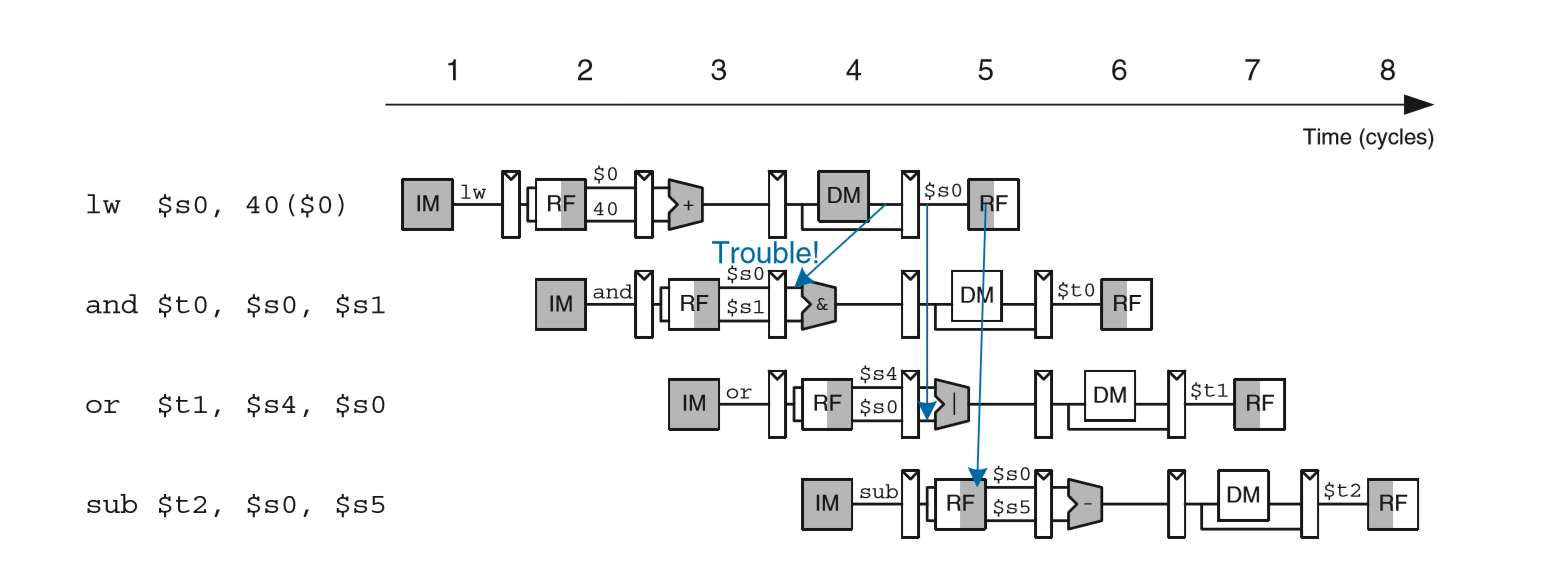 1 2 3 4 5 6 7 8
Time (cycles)
lw $s0, 40($0) IM lw RF $0 40 + DM $s0 RF
Trouble!
and $t0, $s0, $s1 IM and RF $s0 $s1 & DM $t0 RF
or $t1, $s4, $s0 IM or RF $s4 $s0 | DM $t1 RF
sub $t2, $s0, $s5 IM sub RF $s0 $s5 - DM $t2 RF